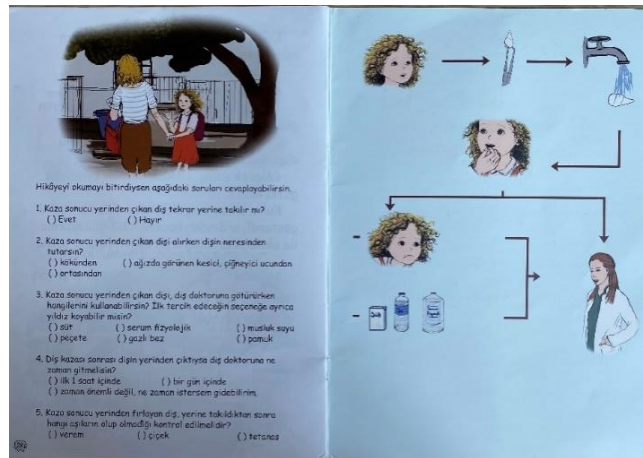 Hikâyeyi okumayı bitirdiysen aşağıdaki soruları cevaplayabilirsin.
1. Kaza sonucu yerinden çıkan diş tekrar yerine takılır mı?
( ) Evet ( ) Hayır
2. Kaza sonucu yerinden çıkan dişi alırken dişin neresinden
tutarsın?
( ) kökünden ( ) ağızda görünen kesici, çiğneyici ucundan
( ) ortasından
3. Kaza sonucu yerinden çıkan dişi, diş doktoruna götürürken
hangilerini kullanabilirsin? İlk tercih edeceğin seçeneğe ayrıca
yıldız koyabilir misin?
( ) süt ( ) serum fizyolojik ( ) musluk suyu
( ) peçete ( ) gazlı bez ( ) pamuk
4. Diş kazası sonrası dişin yerinden çıktıysa diş doktoruna ne
zaman gitmelisin?
( ) ilk 1 saat içinde ( ) bir gün içinde
( ) zaman önemli değil, ne zaman istersem gidebilirim.
5. Kaza sonucu yerinden fırlayan diş, yerine takıldıktan sonra
hangi aşıların olup olmadığı kontrol edilmelidir?
( ) verem ( ) çiçek ( ) tetanos